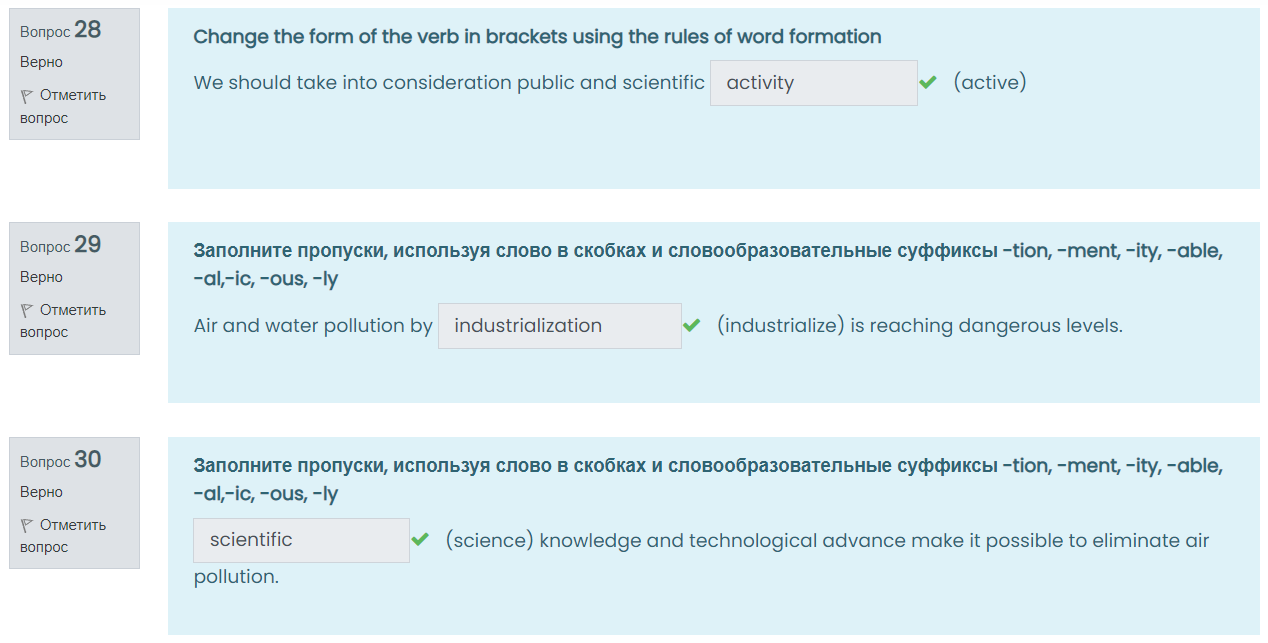 Вопрос 28
Верно
Отметить
вопрос
Change the form of the verb in brackets using the rules of word formation
We should take into consideration public and scientific activity (active)
Вопрос 29
Верно
Отметить
вопрос
Заполните пропуски, используя слово в скобках и словообразовательные суффиксы -tion, -ment, -ity, -able,
-al,-ic, -ous, -ly
Air and water pollution by industrialization (industrialize) is reaching dangerous levels.
Вопрос 30
Верно
Отметить
вопрос
Заполните пропуски, используя слово в скобках и словообразовательные суффиксы -tion, -ment, -ity, -able,
-al,-ic, -ous, -ly
scientific (science) knowledge and technological advance make it possible to eliminate air
pollution.